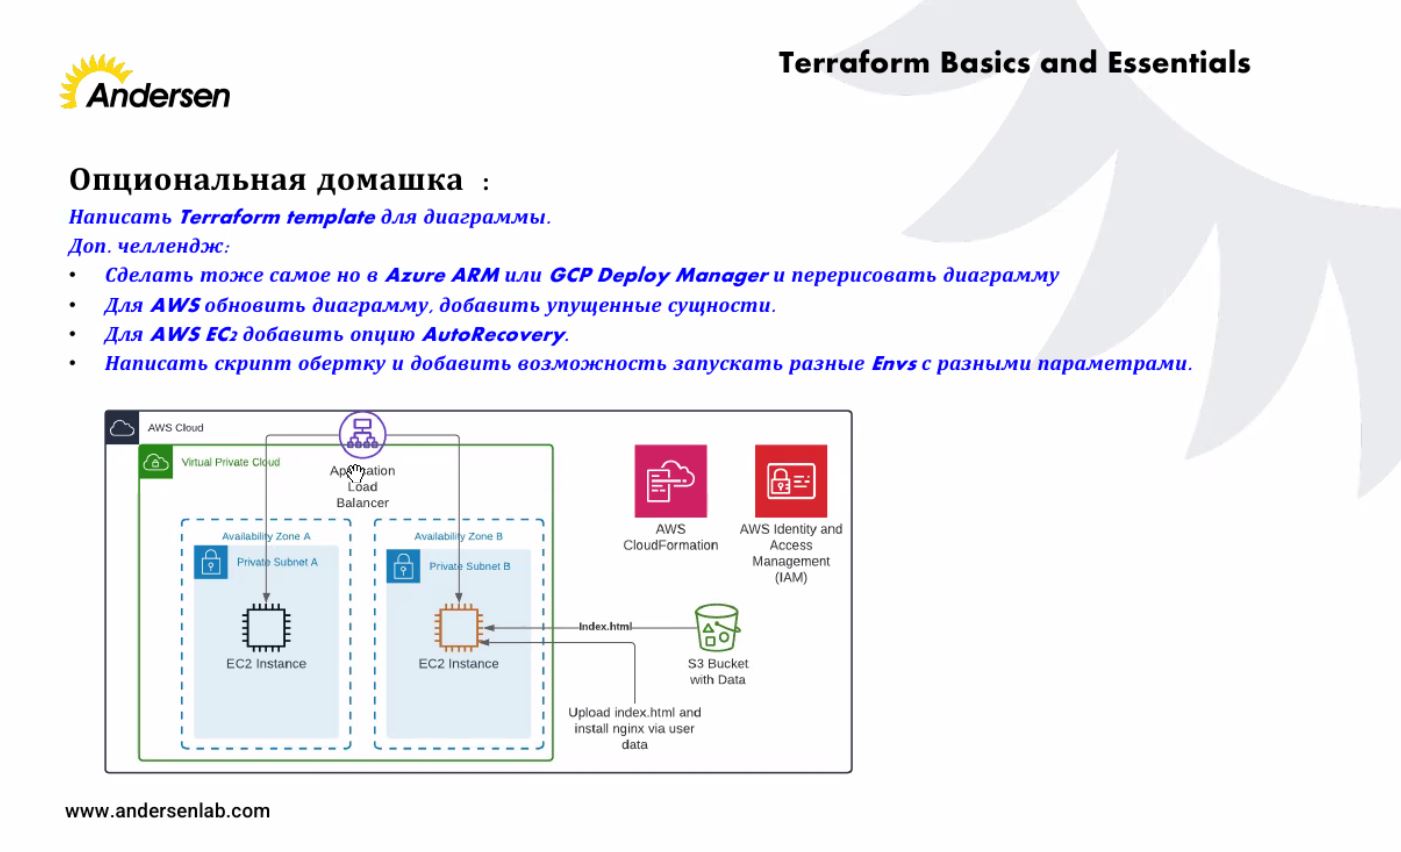 Terraform Basics and Essentials
Andersen
Опциональная домашка :
Написать Terraform template для диаграммы.
Доп. челлендж:
• Сделать тоже самое но в Azure ARM или GCP Deploy Manager и перерисовать диаграмму
• Для AWS обновить диаграмму, добавить упущенные сущности.
• Для AWS EC2 добавить опцию AutoRecovery.
• Написать скрипт обертку и добавить возможность запускать разные Envs с разными параметрами.
AWS Cloud
Virtual Private Cloud
Application
Load
Balancer
Availability Zone A
Private Subnet A
EC2 Instance
Availability Zone B
Private Subnet B
EC2 Instance
AWS
CloudFormation
AWS Identity and
Access
Management
(IAM)
Index.html
S3 Bucket
with Data
Upload index.html and
install nginx via user
data
www.andersenlab.com